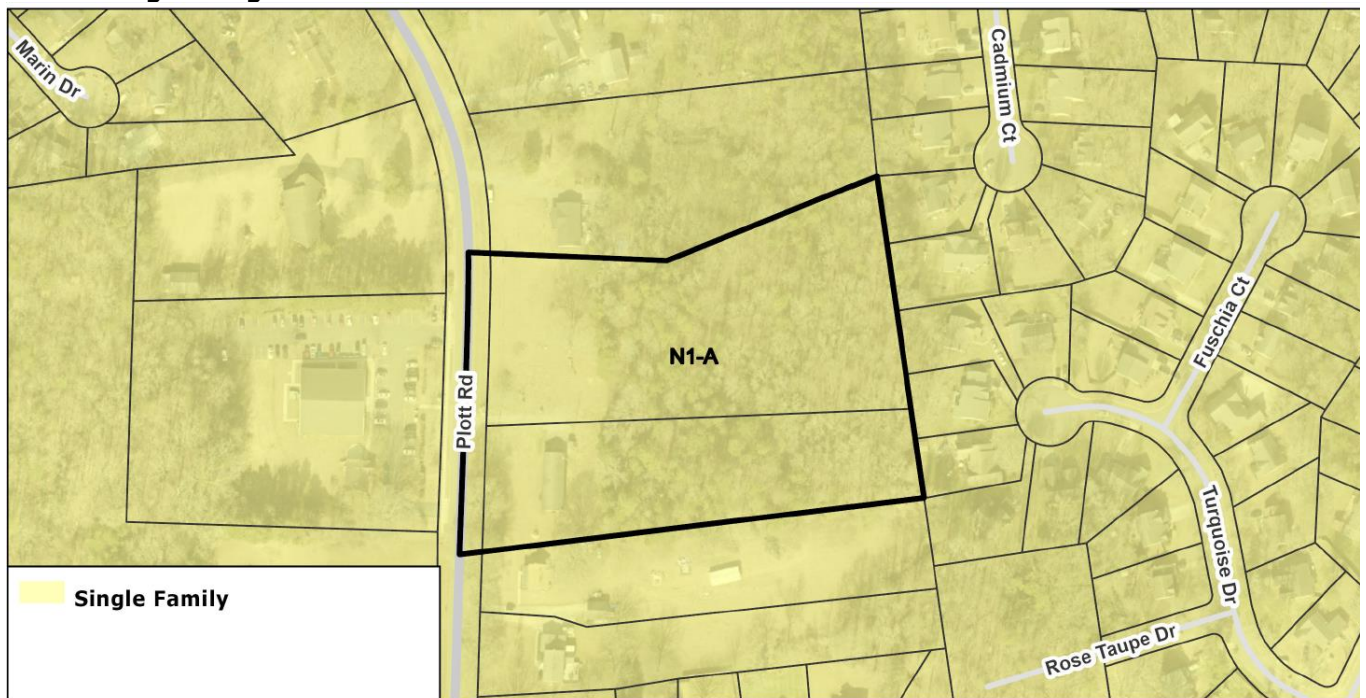 Marin Dr
Cadmium Ct
Fuschia Ct
N1-A
Plott Rd
Turquoise Dr
Rose Taupe Dr
Single Family